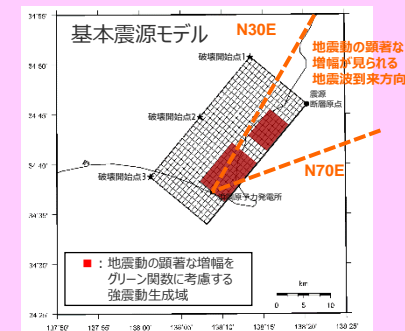 基本震源モデル
N30E
地震動の顕著な
増幅が見られる
地震波到来方向
破壊開始点1
震源
断層原点
破壊開始点2
破壊開始点3
N70E
原子力発電所
■:地震動の顕著な増幅を
グリーン関数に考慮する
強震動生成域
km
0 5 10
34°50'
34°45'
34°40'
34°35'
34°30'
34°25'
137°50' 137°55' 138°00' 138°05' 138°10' 138°15' 138°20' 138°25'